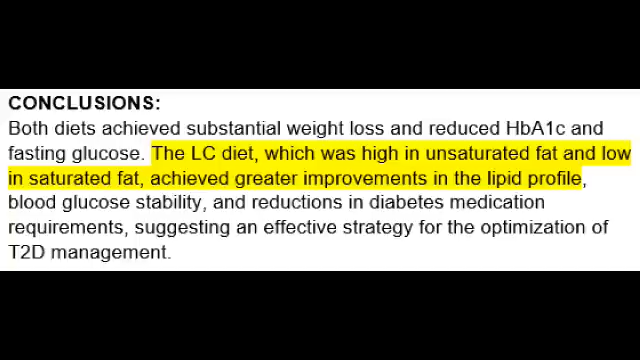 CONCLUSIONS:
Both diets achieved substantial weight loss and reduced HbA1c and
fasting glucose. The LC diet, which was high in unsaturated fat and low
in saturated fat, achieved greater improvements in the lipid profile,
blood glucose stability, and reductions in diabetes medication
requirements, suggesting an effective strategy for the optimization of
T2D management.